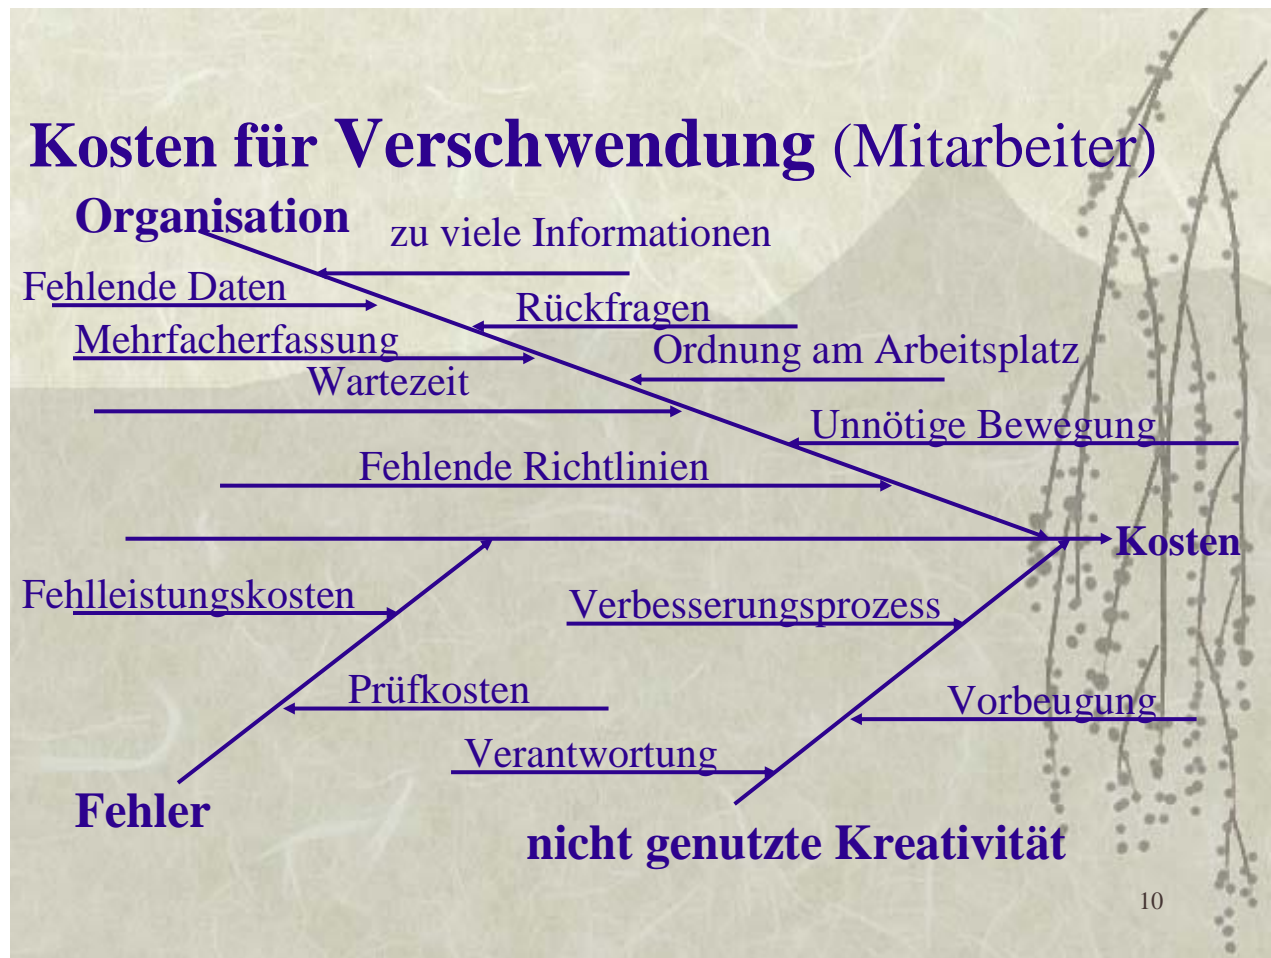 Kosten für Verschwendung (Mitarbeiter)
Organisation
zu viele Informationen
Fehlende Daten
Rückfragen
Mehrfacherfassung
Ordnung am Arbeitsplatz
Wartezeit
Unnötige Bewegung
Fehlende Richtlinien
Kosten
Fehlleistungskosten
Verbesserungsprozess
Prüfkosten
Vorbeugung
Verantwortung
Fehler
nicht genutzte Kreativität
10